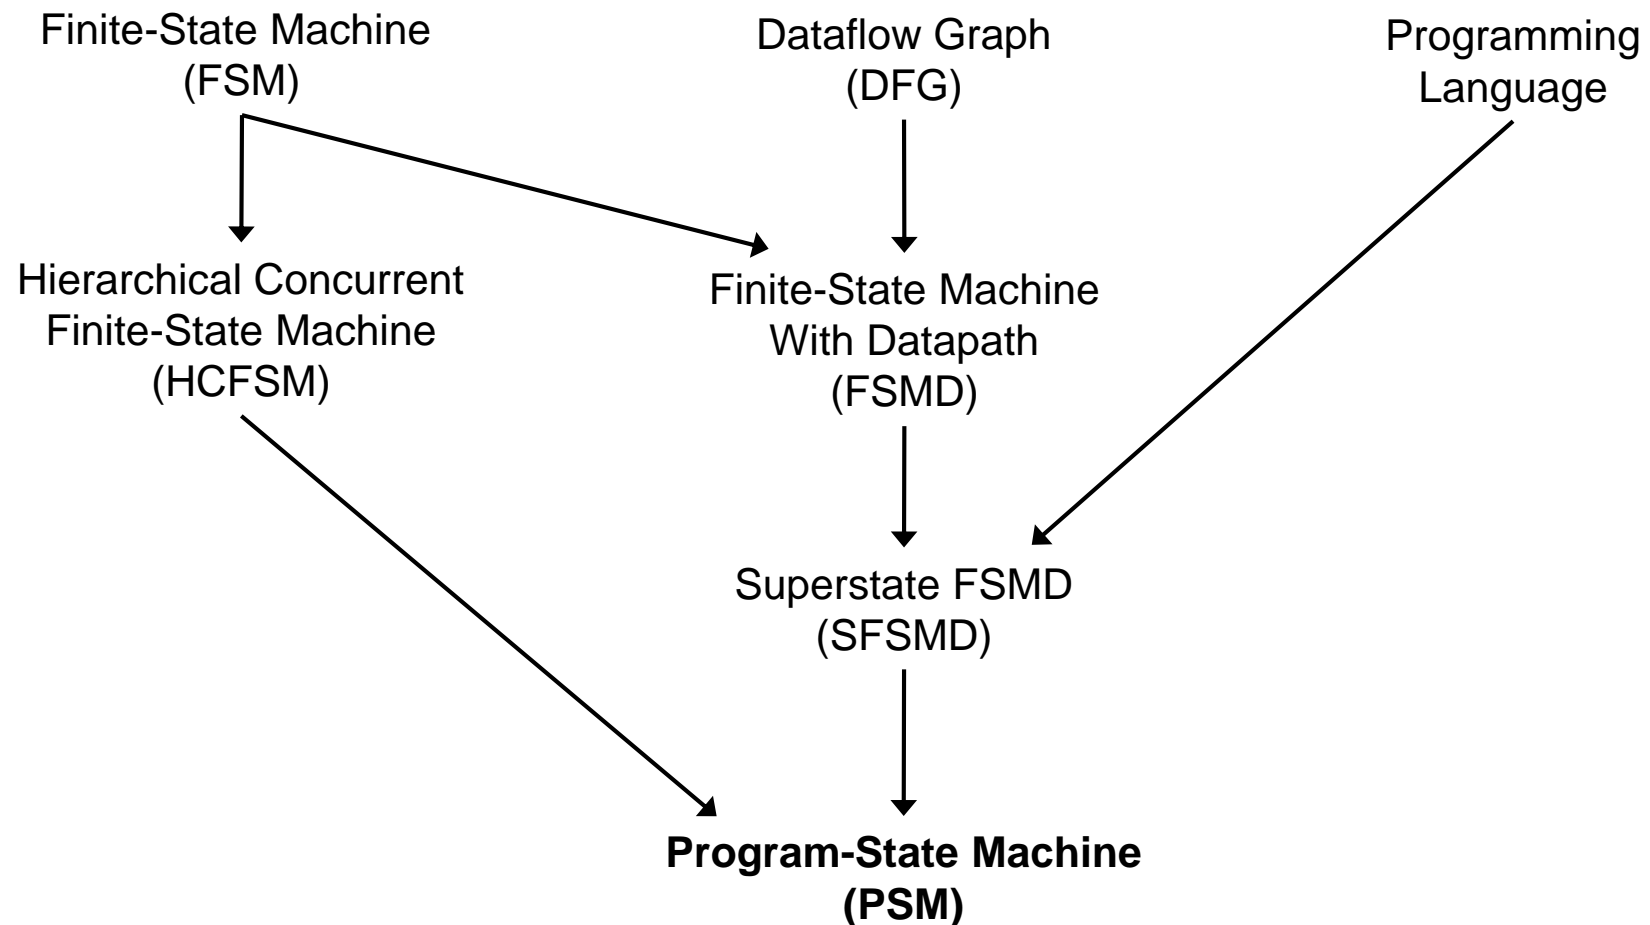 Finite-State Machine
(FSM)
Dataflow Graph
(DFG)
Programming
Language
Hierarchical Concurrent
Finite-State Machine
(HCFSM)
Finite-State Machine
With Datapath
(FSMD)
Superstate FSMD
(SFSMD)
Program-State Machine
(PSM)